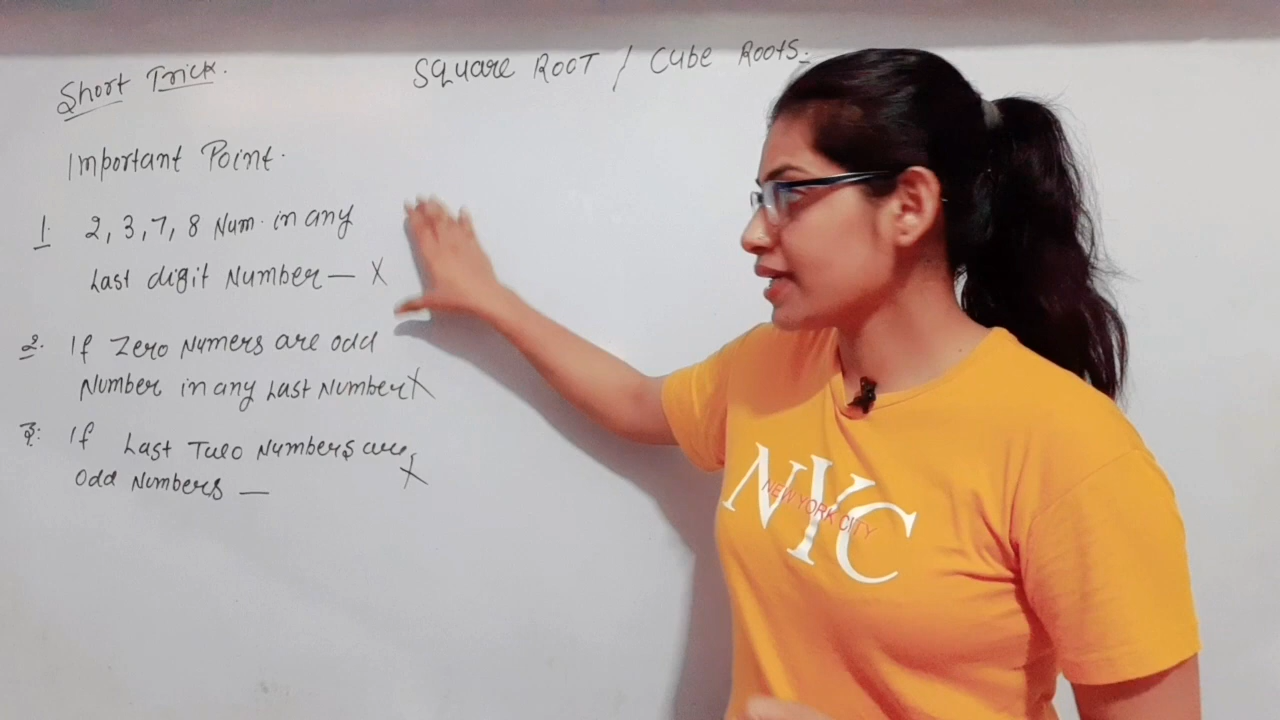 Short Trick.
SQuare ROOT / Cube Roots:
Important Point.
1. 2, 3, 7, 8 Num. in any
Last digit Number — X
2. If Zero Numers are odd
Number in any Last Number X
3: If Last Two Numbers are,
Odd Numbers — X
NYC
NEW YORK CITY